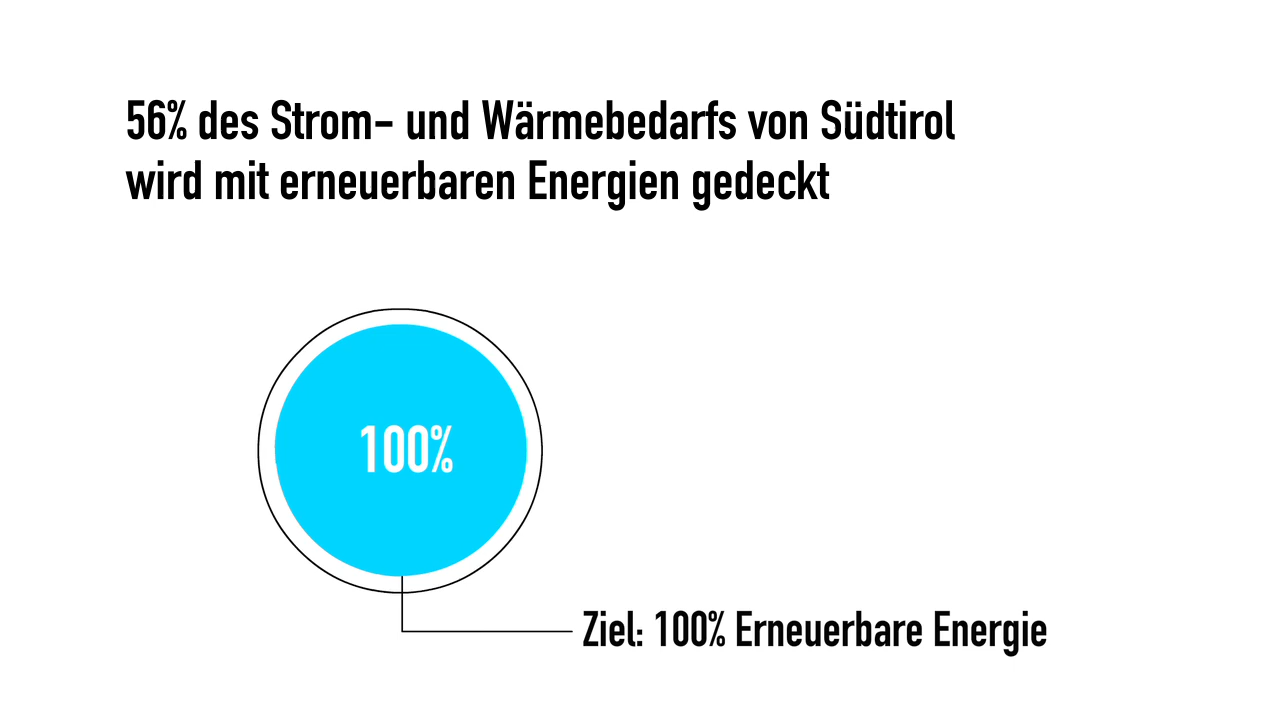 56% des Strom- und Wärmebedarfs von Südtirol
wird mit erneuerbaren Energien gedeckt
100%
Ziel: 100% Erneuerbare Energie